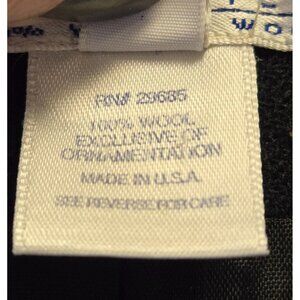 RN# 29685
100% WOOL
EXCLUSIVE OF
ORNAMENTATION
MADE IN U.S.A.
SEE REVERSE FOR CARE